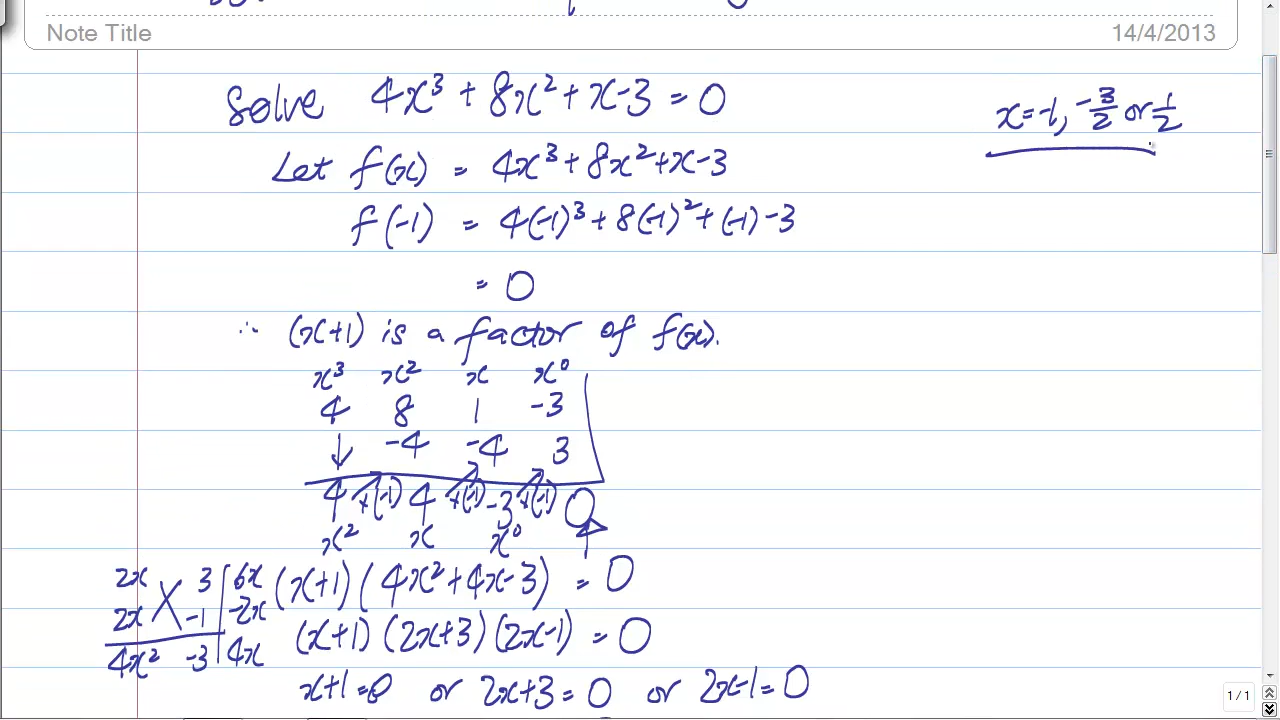 Note Title 14/4/2013
Solve 4x³ + 8x² + x - 3 = 0
x = -1, -3/2 or 1/2
Let f(x) = 4x³ + 8x² + x - 3
f(-1) = 4(-1)³ + 8(-1)² + (-1) - 3
= 0
∴ (x+1) is a factor of f(x).
x³ x² x x⁰
4 8 1 -3
↓ -4 -4 3
4 ×(-1) 4 ×(-1) -3 ×(-1) 0
x² x x⁰
2x 3 6x (x+1)(4x² + 4x - 3) = 0
2x -1 -2x
(x+1)(2x+3)(2x-1) = 0
4x² -3 4x
x+1 = 0 or 2x+3 = 0 or 2x-1 = 0
1 / 1